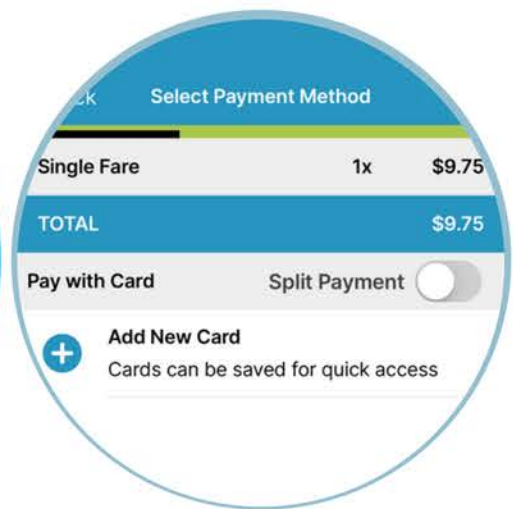 Select Payment Method
Single Fare 1x $9.75
TOTAL $9.75
Pay with Card Split Payment
Add New Card
Cards can be saved for quick access